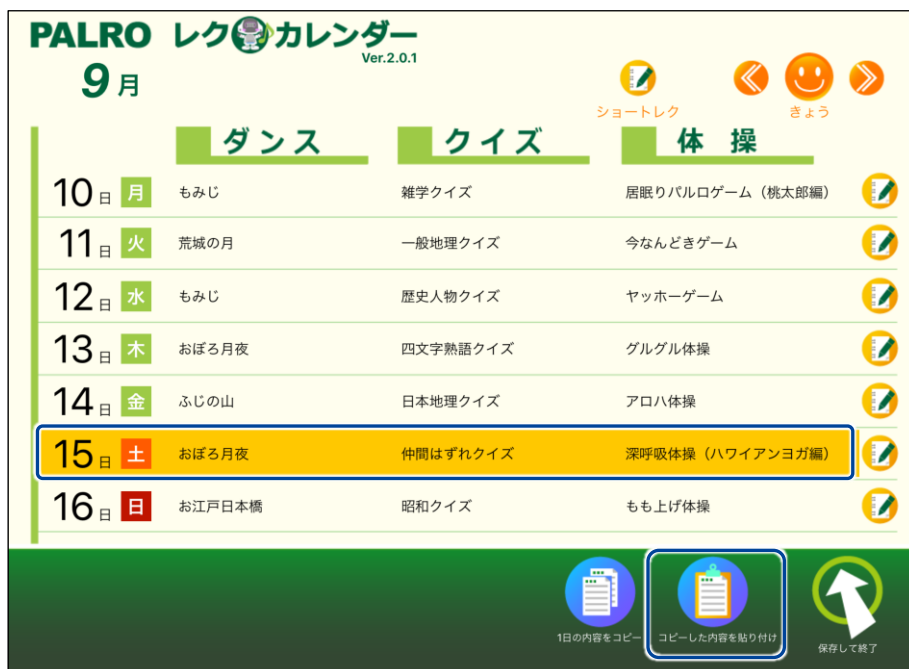 PALRO レクカレンダー
Ver.2.0.1
9月
ショートレク
きょう
ダンス クイズ 体操
10日 月 もみじ 雑学クイズ 居眠りパルロゲーム（桃太郎編）
11日 火 荒城の月 一般地理クイズ 今なんどきゲーム
12日 水 もみじ 歴史人物クイズ ヤッホーゲーム
13日 木 おぼろ月夜 四文字熟語クイズ グルグル体操
14日 金 ふじの山 日本地理クイズ アロハ体操
15日 土 おぼろ月夜 仲間はずれクイズ 深呼吸体操（ハワイアンヨガ編）
16日 日 お江戸日本橋 昭和クイズ もも上げ体操
1日の内容をコピー
コピーした内容を貼り付け
保存して終了